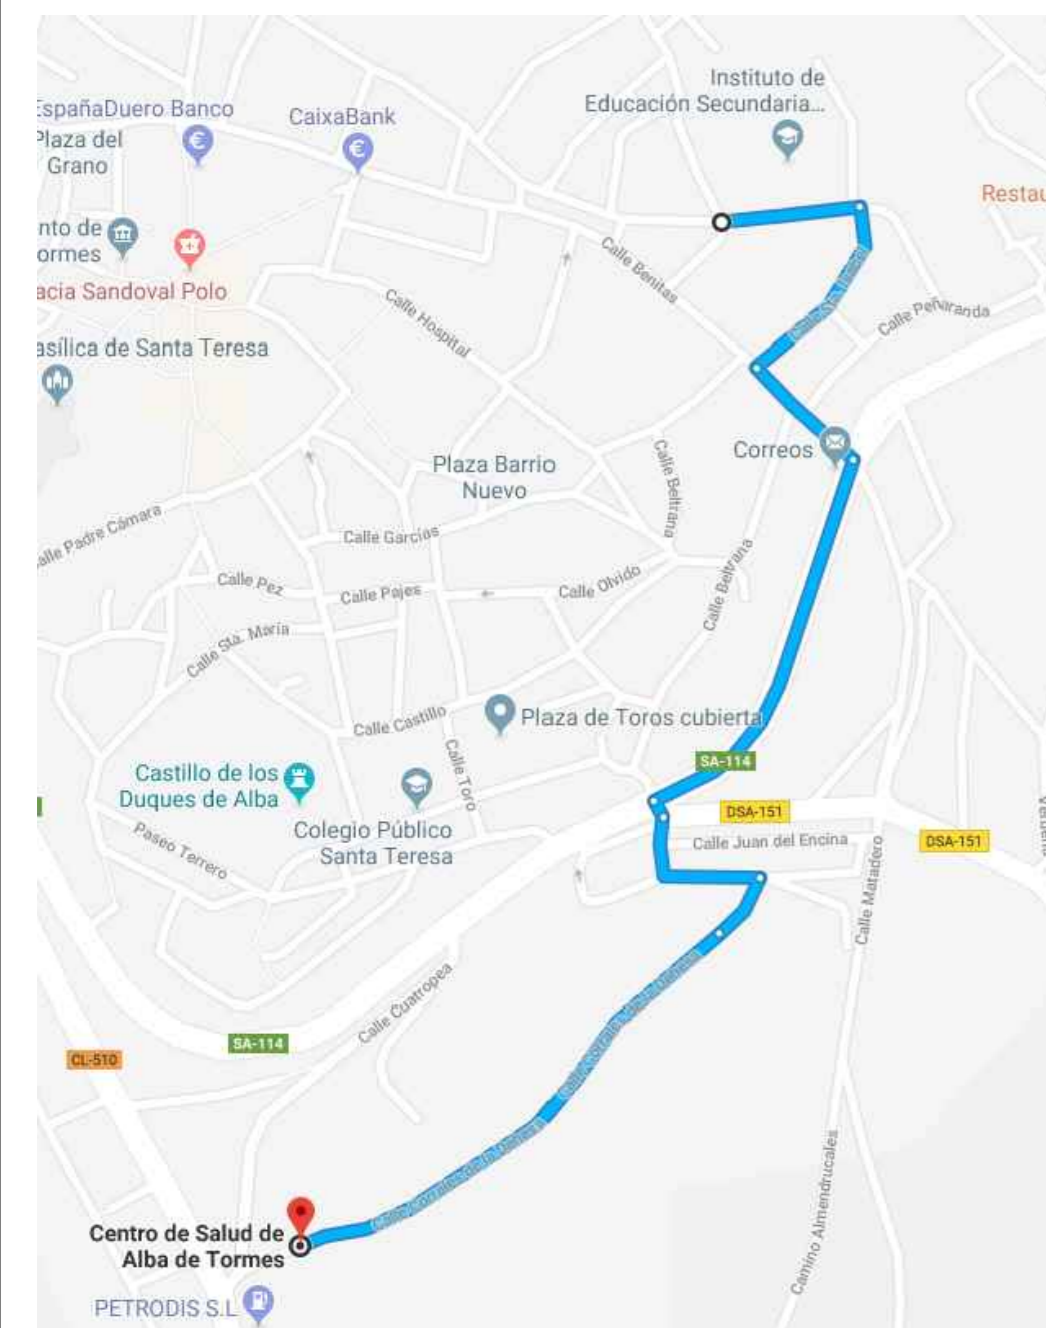 Instituto de
Educación Secundaria...
EspañaDuero Banco
CaixaBank
Plaza del
Grano
Restau
nto de
ormes
acia Sandoval Polo
Calle Benitas
Calle Hospital
Calle Peñaranda
asílica de Santa Teresa
Correos
Plaza Barrio
Nuevo
Calle Beltrana
alle Padre Cámara
Calle Garcías
Calle Beltrana
Calle Pez
Calle Pajes
Calle Olvido
Calle Sta. María
Calle Castillo
Plaza de Toros cubierta
Calle Toro
SA-114
Castillo de los
Duques de Alba
DSA-151
DSA-151
Colegio Público
Santa Teresa
Calle Juan del Encina
Paseo Terrero
Calle Matadero
Calle Cuatropea
SA-114
CL-510
Calle Corrales de la Dehesa
Camino Almendrucales
Centro de Salud de
Alba de Tormes
PETRODIS S.L